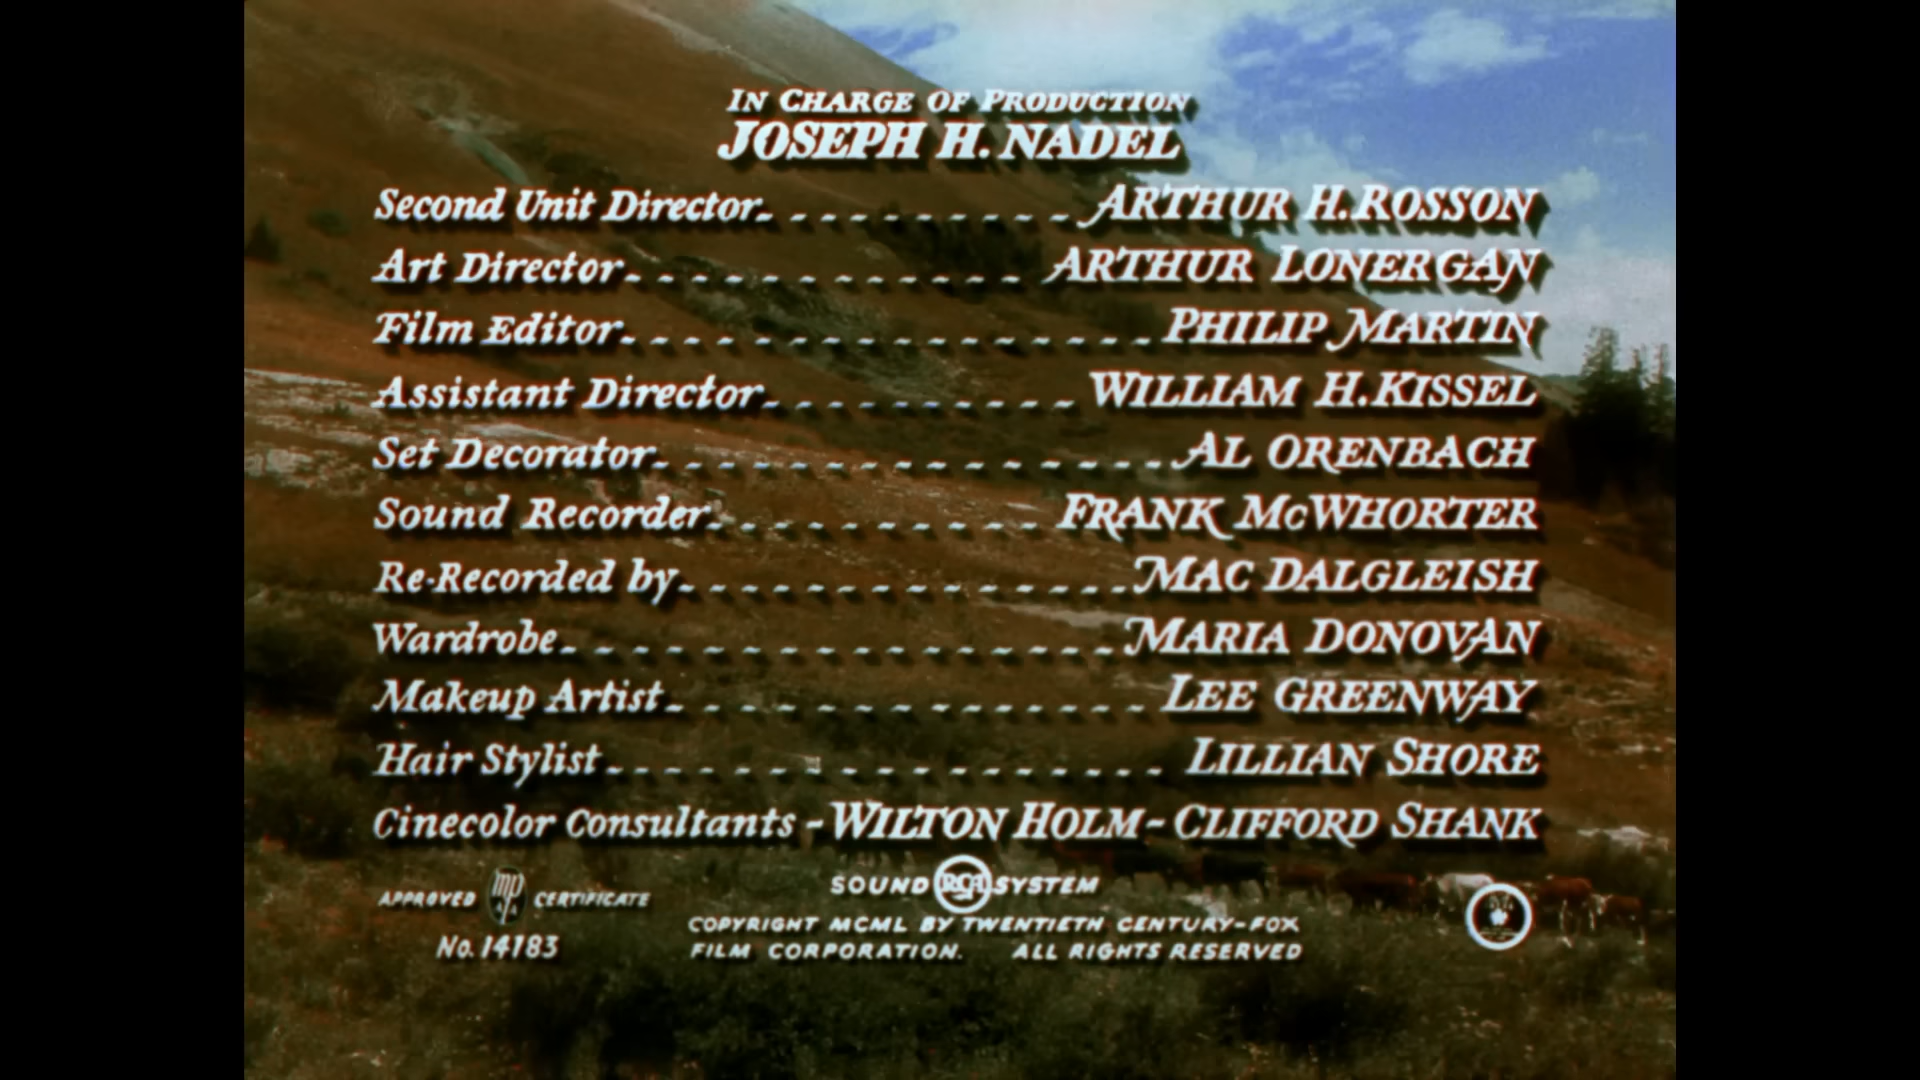 IN CHARGE OF PRODUCTION
JOSEPH H. NADEL
Second Unit Director. - - - - - - - - - ARTHUR H. ROSSON
Art Director. - - - - - - - - - - - - ARTHUR LONERGAN
Film Editor. - - - - - - - - - - - - - - - - - PHILIP MARTIN
Assistant Director. - - - - - - - - - WILLIAM H. KISSEL
Set Decorator. - - - - - - - - - - - - - - - AL ORENBACH
Sound Recorder. - - - - - - - - - - FRANK McWHORTER
Re-Recorded by. - - - - - - - - - - - - - MAC DALGLEISH
Wardrobe. - - - - - - - - - - - - - - - - MARIA DONOVAN
Makeup Artist. - - - - - - - - - - - - - LEE GREENWAY
Hair Stylist - - - - - - - - - - - - - - - - LILLIAN SHORE
Cinecolor Consultants - WILTON HOLM - CLIFFORD SHANK
APPROVED MPAA CERTIFICATE
No. 14183
SOUND RCA SYSTEM
COPYRIGHT MCML BY TWENTIETH CENTURY-FOX
FILM CORPORATION. ALL RIGHTS RESERVED